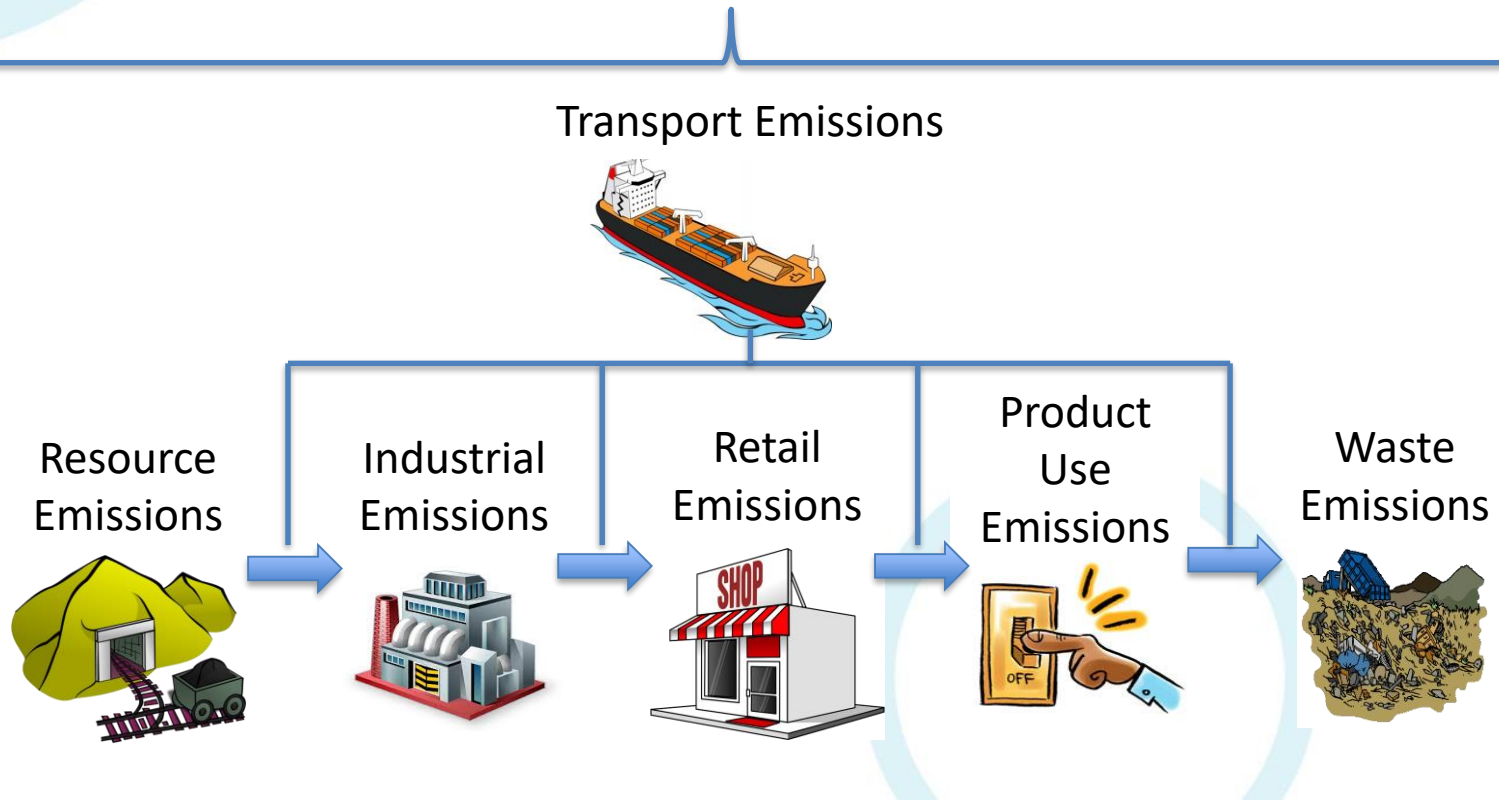 Transport Emissions
Resource
Emissions
Industrial
Emissions
Retail
Emissions
Product
Use
Emissions
Waste
Emissions
SHOP
OFF